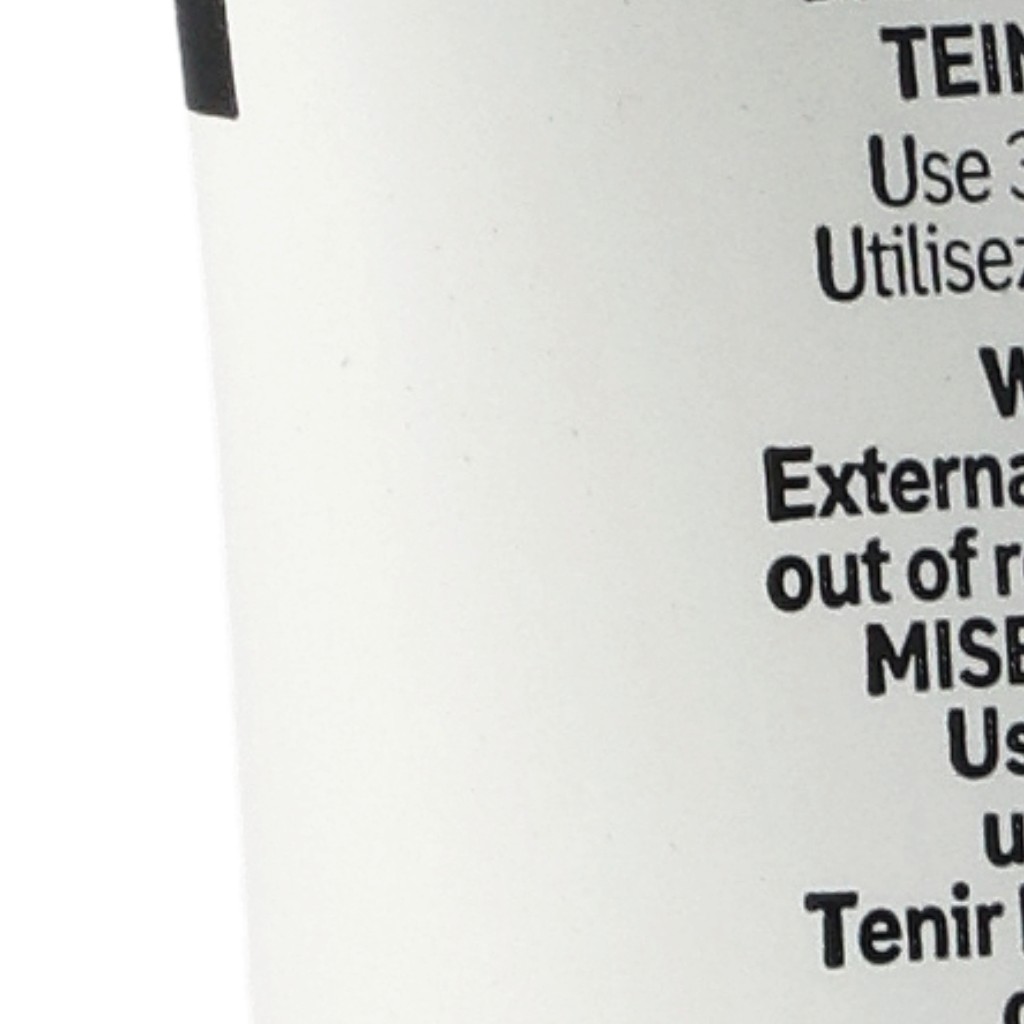 TEIN
Use 3
Utilisez
W
Externa
out of r
MISE
Us
u
Tenir